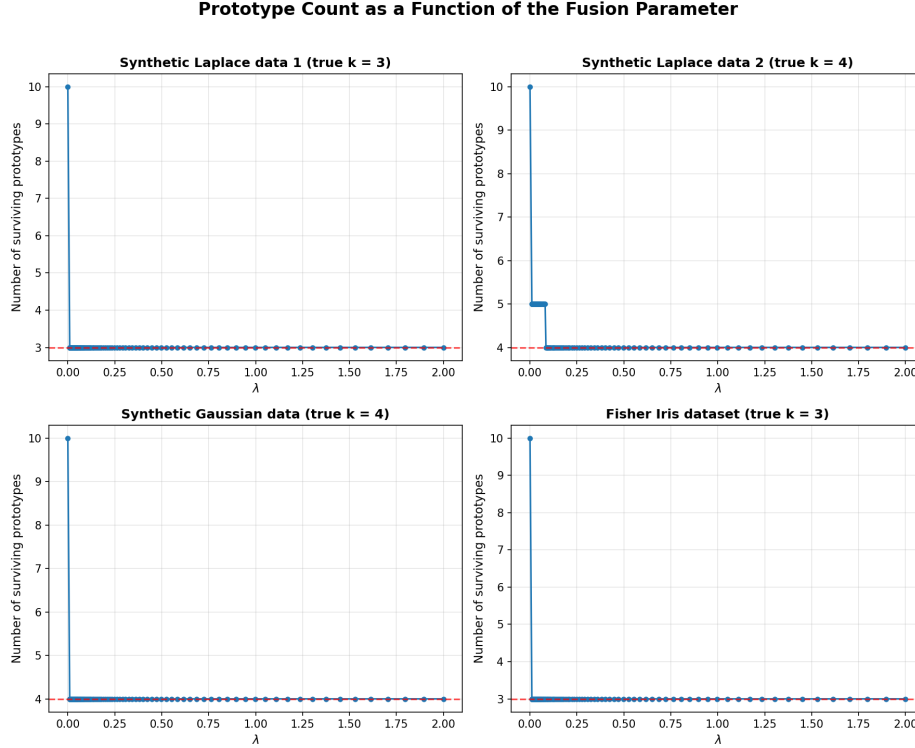 Prototype Count as a Function of the Fusion Parameter
Synthetic Laplace data 1 (true k = 3)
Number of surviving prototypes
10
9
8
7
6
5
4
3
0.00 0.25 0.50 0.75 1.00 1.25 1.50 1.75 2.00
λ
Synthetic Laplace data 2 (true k = 4)
Number of surviving prototypes
10
9
8
7
6
5
4
0.00 0.25 0.50 0.75 1.00 1.25 1.50 1.75 2.00
λ
Synthetic Gaussian data (true k = 4)
Number of surviving prototypes
10
9
8
7
6
5
4
0.00 0.25 0.50 0.75 1.00 1.25 1.50 1.75 2.00
λ
Fisher Iris dataset (true k = 3)
Number of surviving prototypes
10
9
8
7
6
5
4
3
0.00 0.25 0.50 0.75 1.00 1.25 1.50 1.75 2.00
λ